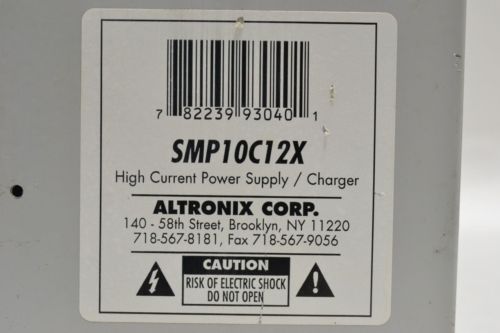 7 82239 93040 1
SMP10C12X
High Current Power Supply / Charger
ALTRONIX CORP.
140 - 58th Street, Brooklyn, NY 11220
718-567-8181, Fax 718-567-9056
CAUTION
RISK OF ELECTRIC SHOCK
DO NOT OPEN